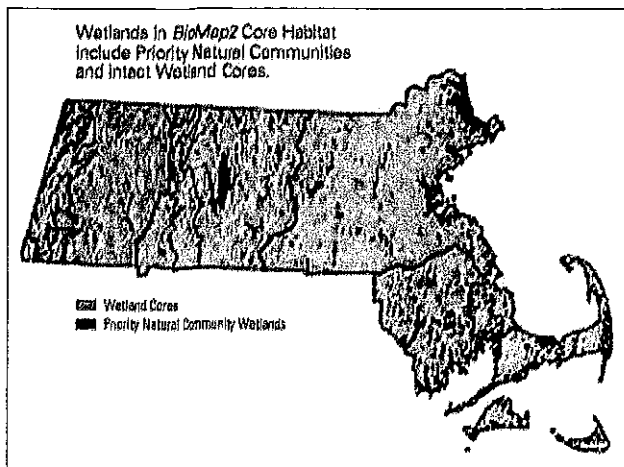 Wetlands in BioMap2 Core Habitat
include Priority Natural Communities
and Intact Wetland Cores.
Wetland Cores
Priority Natural Community Wetlands